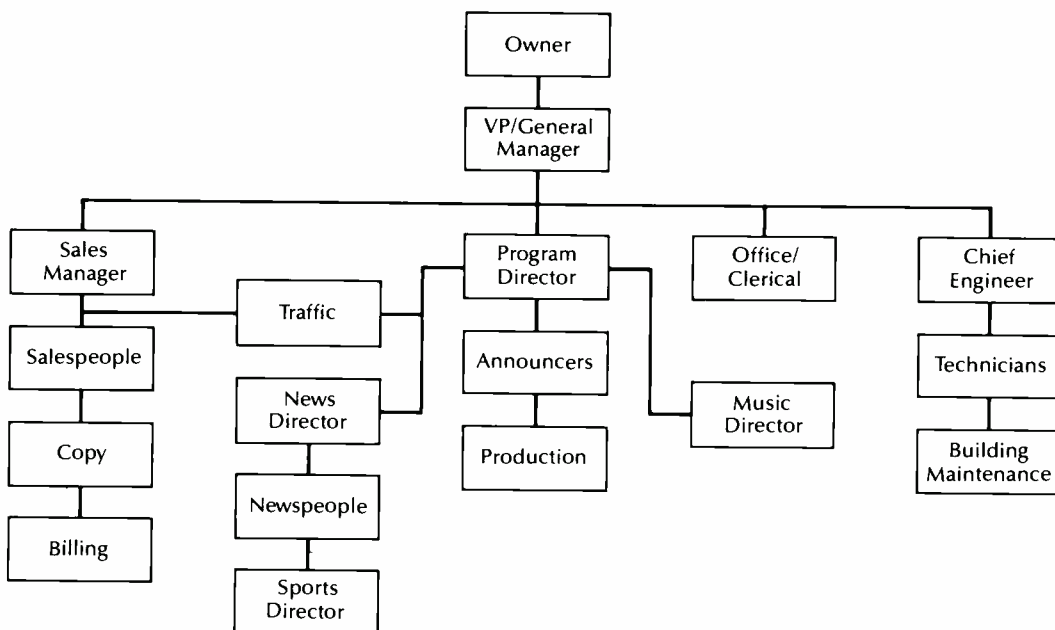 Owner
VP/General
Manager
Sales
Manager
Program
Director
Office/
Clerical
Chief
Engineer
Traffic
Salespeople
Announcers
Technicians
News
Director
Music
Director
Copy
Production
Building
Maintenance
Newspeople
Billing
Sports
Director